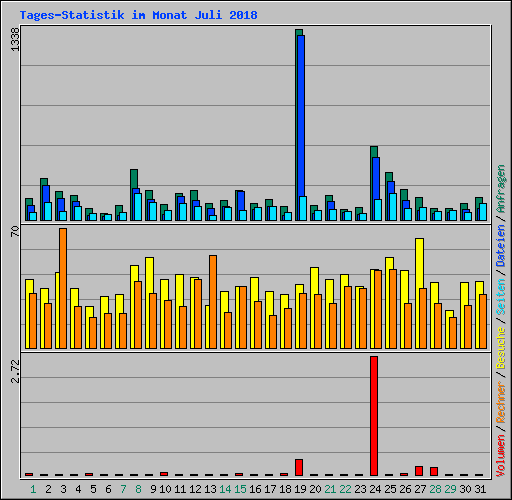 Tages-Statistik im Monat Juli 2018
1338
70
2.72
Volumen / Rechner / Besuche / Seiten / Dateien / Anfragen
1 2 3 4 5 6 7 8 9 10 11 12 13 14 15 16 17 18 19 20 21 22 23 24 25 26 27 28 29 30 31